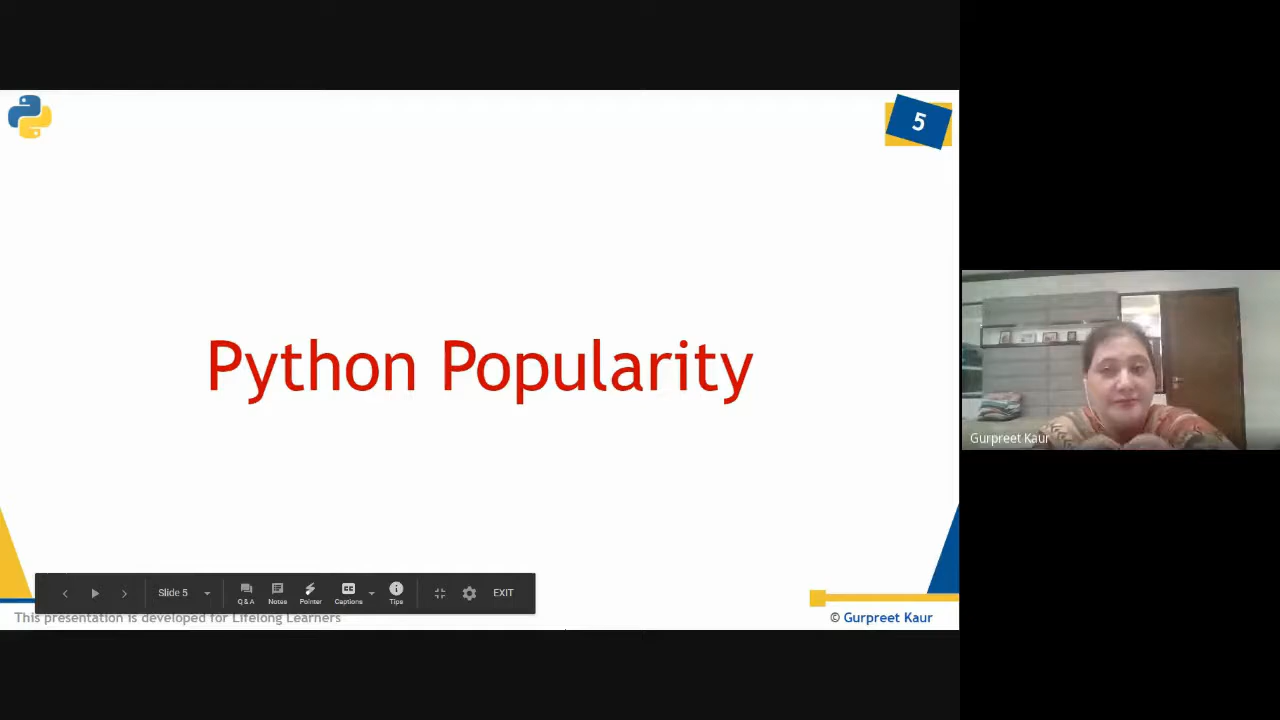 5
Python Popularity
Gurpreet Kaur
Slide 5
Q & A
Notes
Pointer
Captions
Tips
EXIT
This presentation is developed for Lifelong Learners
© Gurpreet Kaur